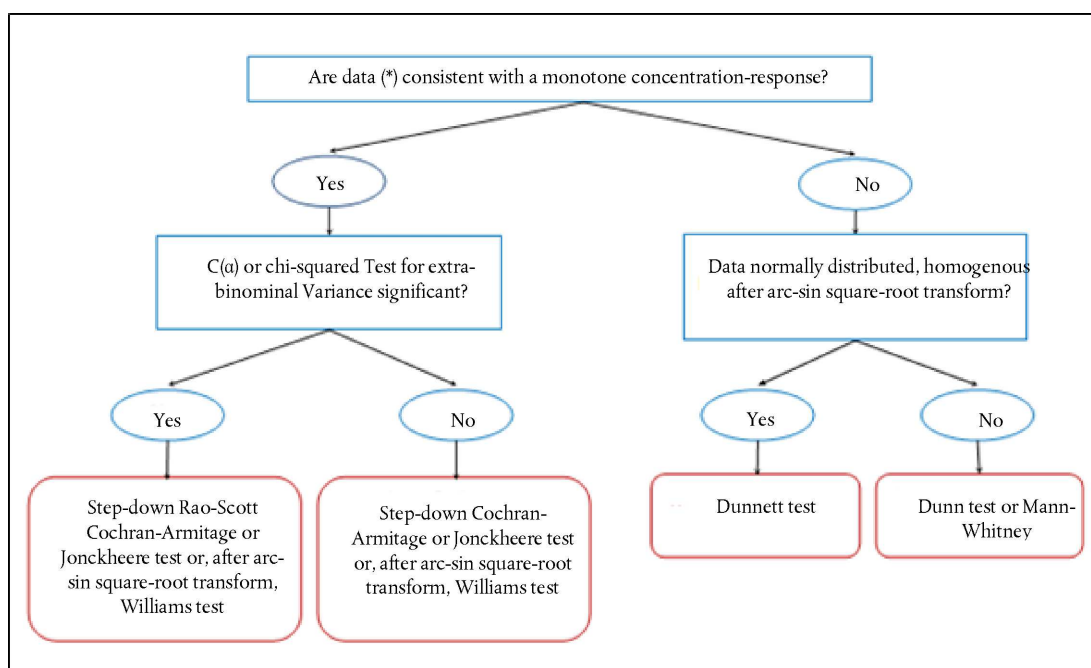 Are data (*) consistent with a monotone concentration-response?
Yes
No
C(α) or chi-squared Test for extra-
binominal Variance significant?
Data normally distributed, homogenous
after arc-sin square-root transform?
Yes
No
Yes
No
Step-down Rao-Scott
Cochran-Armitage or
Jonckheere test or, after arc-
sin square-root transform,
Williams test
Step-down Cochran-
Armitage or Jonckheere test
or, after arc-sin square-root
transform, Williams test
Dunnett test
Dunn test or Mann-
Whitney